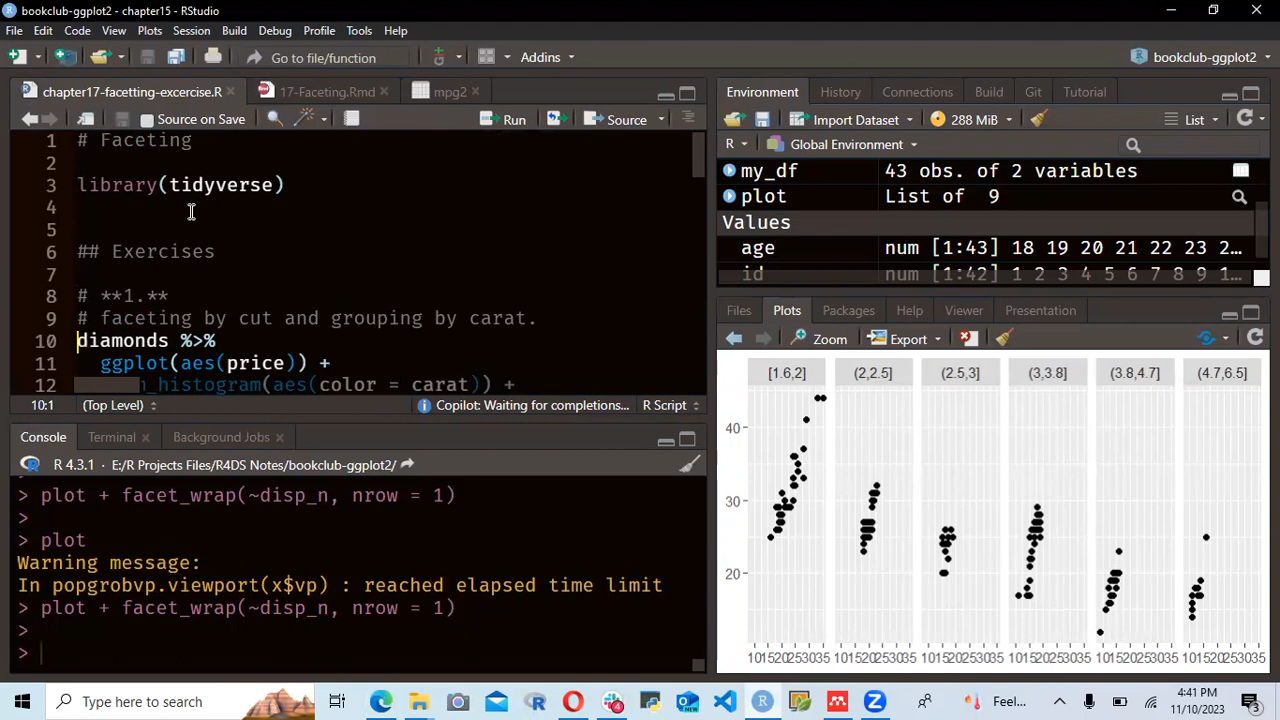 bookclub-ggplot2 - chapter15 - RStudio
File Edit Code View Plots Session Build Debug Profile Tools Help
Go to file/function Addins bookclub-ggplot2
chapter17-facetting-excercise.R 17-Faceting.Rmd mpg2
Source on Save Run Source
1 # Faceting
2
3 library(tidyverse)
4
5
6 ## Exercises
7
8 # **1.**
9 # faceting by cut and grouping by carat.
10 diamonds %>%
11 ggplot(aes(price)) +
12 n_histogram(aes(color = carat)) +
10:1 (Top Level) Copilot: Waiting for completions... R Script
Console Terminal Background Jobs
R 4.3.1 · E:/R Projects Files/R4DS Notes/bookclub-ggplot2/
> plot + facet_wrap(~disp_n, nrow = 1)
>
> plot
Warning message:
In popgrobvp.viewport(x$vp) : reached elapsed time limit
> plot + facet_wrap(~disp_n, nrow = 1)
>
>
Environment History Connections Build Git Tutorial
Import Dataset 288 MiB List
R Global Environment
my_df 43 obs. of 2 variables
plot List of 9
Values
age num [1:43] 18 19 20 21 22 23 2...
id num [1:42] 1 2 3 4 5 6 7 8 9 1...
Files Plots Packages Help Viewer Presentation
Zoom Export
[1.6,2] (2,2.5] (2.5,3] (3,3.8] (3.8,4.7] (4.7,6.5]
40
30
20
101520253035 101520253035 101520253035 101520253035 101520253035 101520253035
Type here to search Feel... 4:41 PM
11/10/2023 3